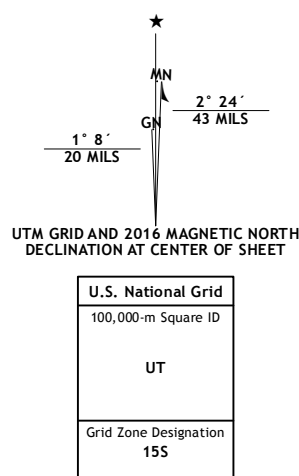 ★
MN
GN
2° 24´
43 MILS
1° 8´
20 MILS
UTM GRID AND 2016 MAGNETIC NORTH
DECLINATION AT CENTER OF SHEET
U.S. National Grid
100,000-m Square ID
UT
Grid Zone Designation
15S